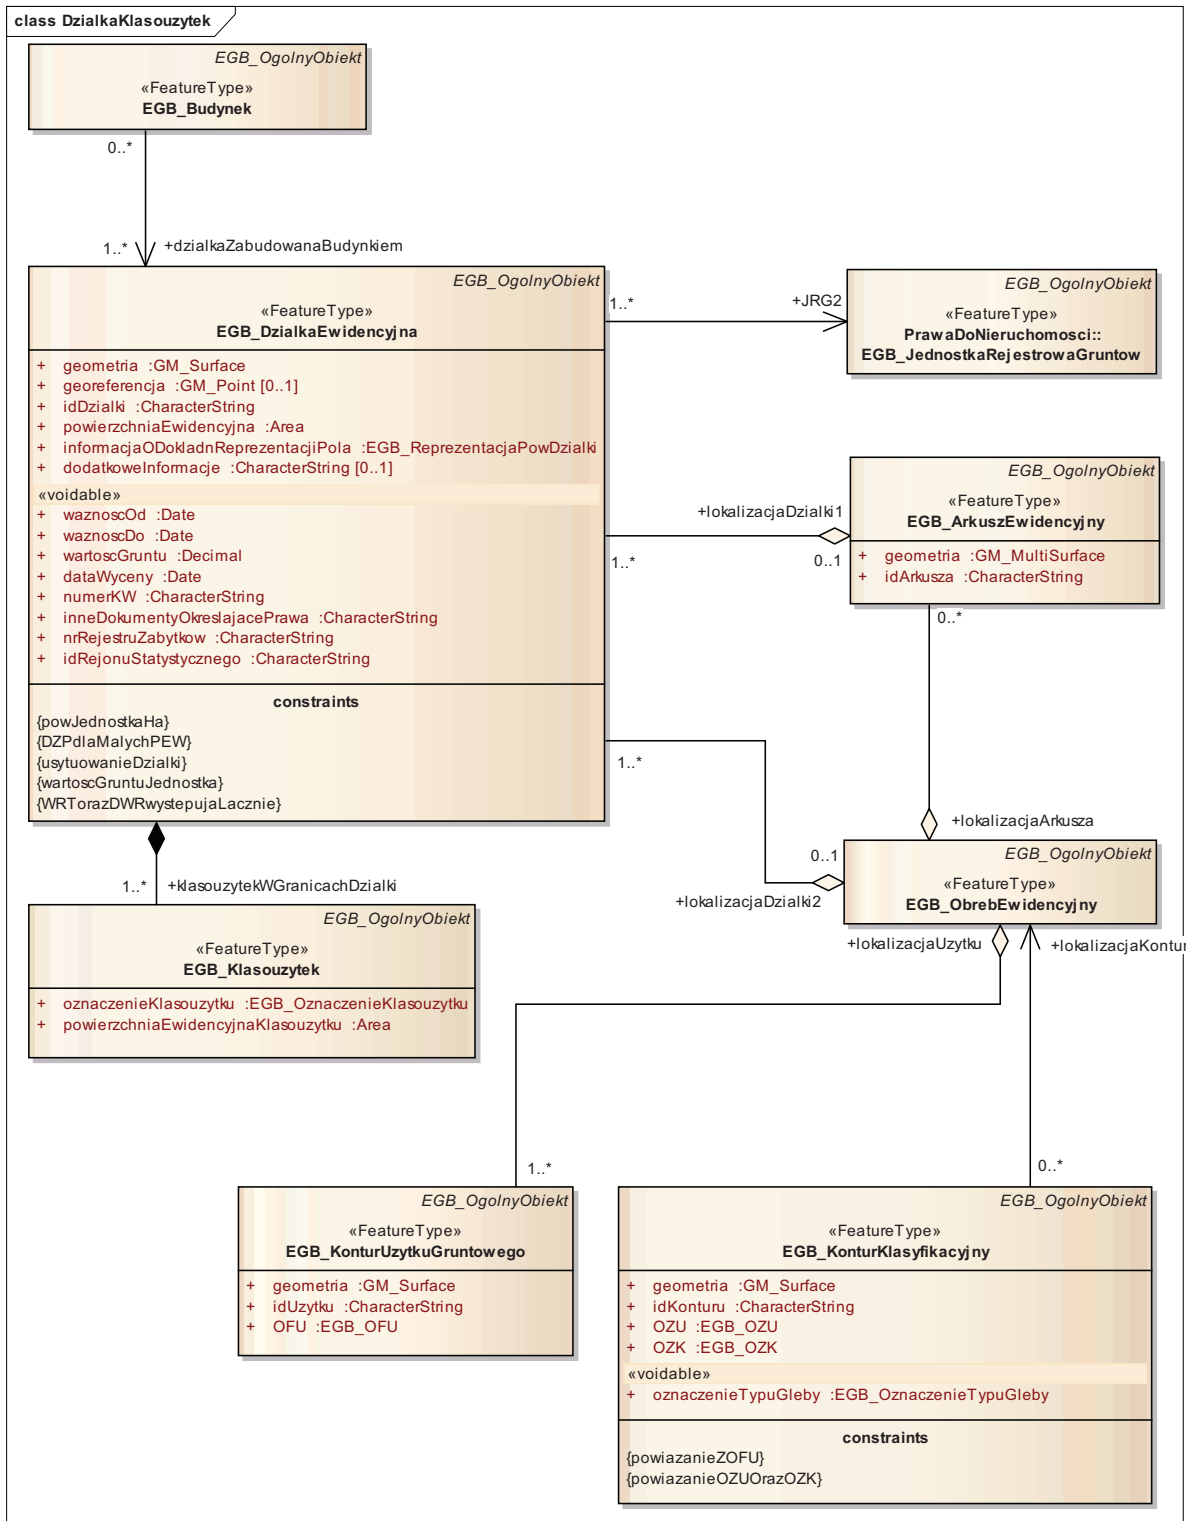 class DzialkaKlasouzytek
EGB_OgolnyObiekt
«FeatureType»
EGB_Budynek
0..*
1..*
+dzialkaZabudowanaBudynkiem
EGB_OgolnyObiekt
«FeatureType»
EGB_DzialkaEwidencyjna
+ geometria :GM_Surface
+ georeferencja :GM_Point [0..1]
+ idDzialki :CharacterString
+ powierzchniaEwidencyjna :Area
+ informacjaODokladnReprezentacjiPola :EGB_ReprezentacjaPowDzialki
+ dodatkoweInformacje :CharacterString [0..1]
«voidable»
+ waznoscOd :Date
+ waznoscDo :Date
+ wartoscGruntu :Decimal
+ dataWyceny :Date
+ numerKW :CharacterString
+ inneDokumentyOkreslajacePrawa :CharacterString
+ nrRejestruZabytkow :CharacterString
+ idRejonuStatystycznego :CharacterString
constraints
{powJednostkaHa}
{DZPdlaMalychPEW}
{usytuowanieDzialki}
{wartoscGruntuJednostka}
{WRTorazDWRwystepujaLacznie}
1..*
+JRG2
EGB_OgolnyObiekt
«FeatureType»
PrawaDoNieruchomosci::
EGB_JednostkaRejestrowaGruntow
+lokalizacjaDzialki1
1..*
0..1
EGB_OgolnyObiekt
«FeatureType»
EGB_ArkuszEwidencyjny
+ geometria :GM_MultiSurface
+ idArkusza :CharacterString
0..*
1..*
+lokalizacjaArkusza
0..1
+lokalizacjaDzialki2
EGB_OgolnyObiekt
«FeatureType»
EGB_ObrebEwidencyjny
+lokalizacjaUzytku
+lokalizacjaKontur
1..*
+klasouzytekWGranicachDzialki
EGB_OgolnyObiekt
«FeatureType»
EGB_Klasouzytek
+ oznaczenieKlasouzytku :EGB_OznaczenieKlasouzytku
+ powierzchniaEwidencyjnaKlasouzytku :Area
1..*
0..*
EGB_OgolnyObiekt
«FeatureType»
EGB_KonturUzytkuGruntowego
+ geometria :GM_Surface
+ idUzytku :CharacterString
+ OFU :EGB_OFU
EGB_OgolnyObiekt
«FeatureType»
EGB_KonturKlasyfikacyjny
+ geometria :GM_Surface
+ idKonturu :CharacterString
+ OZU :EGB_OZU
+ OZK :EGB_OZK
«voidable»
+ oznaczenieTypuGleby :EGB_OznaczenieTypuGleby
constraints
{powiazanieZOFU}
{powiazanieOZUOrazOZK}